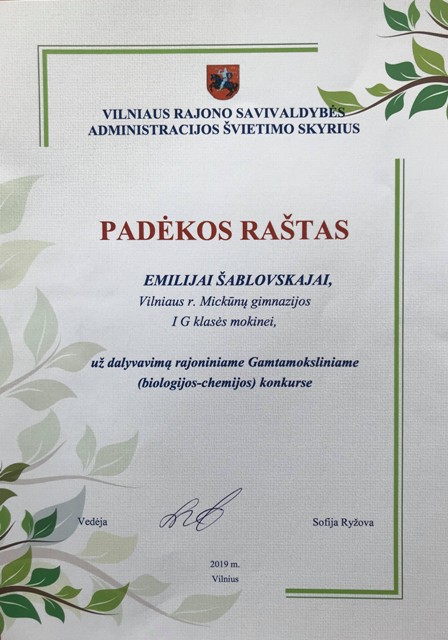 VILNIAUS RAJONO SAVIVALDYBĖS
ADMINISTRACIJOS ŠVIETIMO SKYRIUS
PADĖKOS RAŠTAS
EMILIJAI ŠABLOVSKAJAI,
Vilniaus r. Mickūnų gimnazijos
I G klasės mokinei,
už dalyvavimą rajoniniame Gamtamoksliniame
(biologijos-chemijos) konkurse
Vedėja Sofija Ryžova
2019 m.
Vilnius